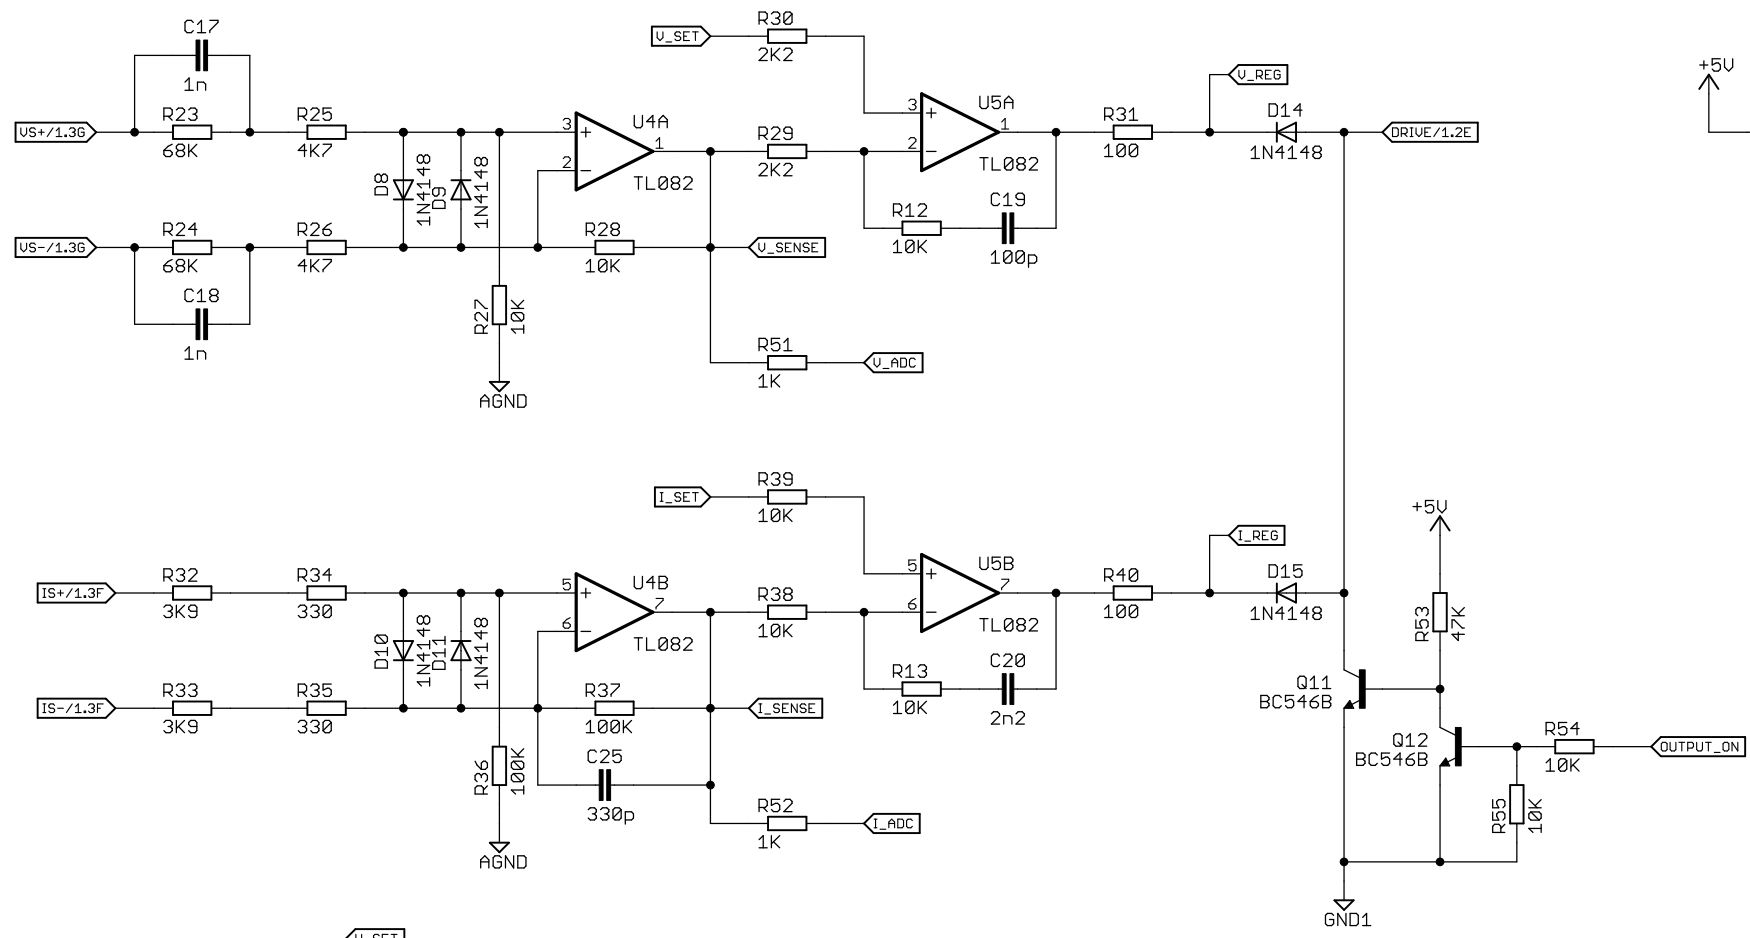 C17
1n
VS+/1.3G
R23
68K
R25
4K7
VS-/1.3G
R24
68K
R26
4K7
C18
1n
D8
1N4148
D9
1N4148
R27
10K
AGND
3
2
+
-
1
U4A
TL082
R28
10K
V_SENSE
R51
1K
V_ADC
V_SET
R30
2K2
R29
2K2
3
2
+
-
1
U5A
TL082
R12
10K
C19
100p
R31
100
V_REG
D14
1N4148
DRIVE/1.2E
+5V
IS+/1.3F
R32
3K9
R34
330
IS-/1.3F
R33
3K9
R35
330
D10
1N4148
D11
1N4148
R36
100K
AGND
5
6
+
-
7
U4B
TL082
R37
100K
I_SENSE
C25
330p
R52
1K
I_ADC
I_SET
R39
10K
R38
10K
5
6
+
-
7
U5B
TL082
R13
10K
C20
2n2
R40
100
I_REG
D15
1N4148
+5V
R53
47K
Q11
BC546B
Q12
BC546B
R54
10K
OUTPUT_ON
R55
10K
GND1
V_SET